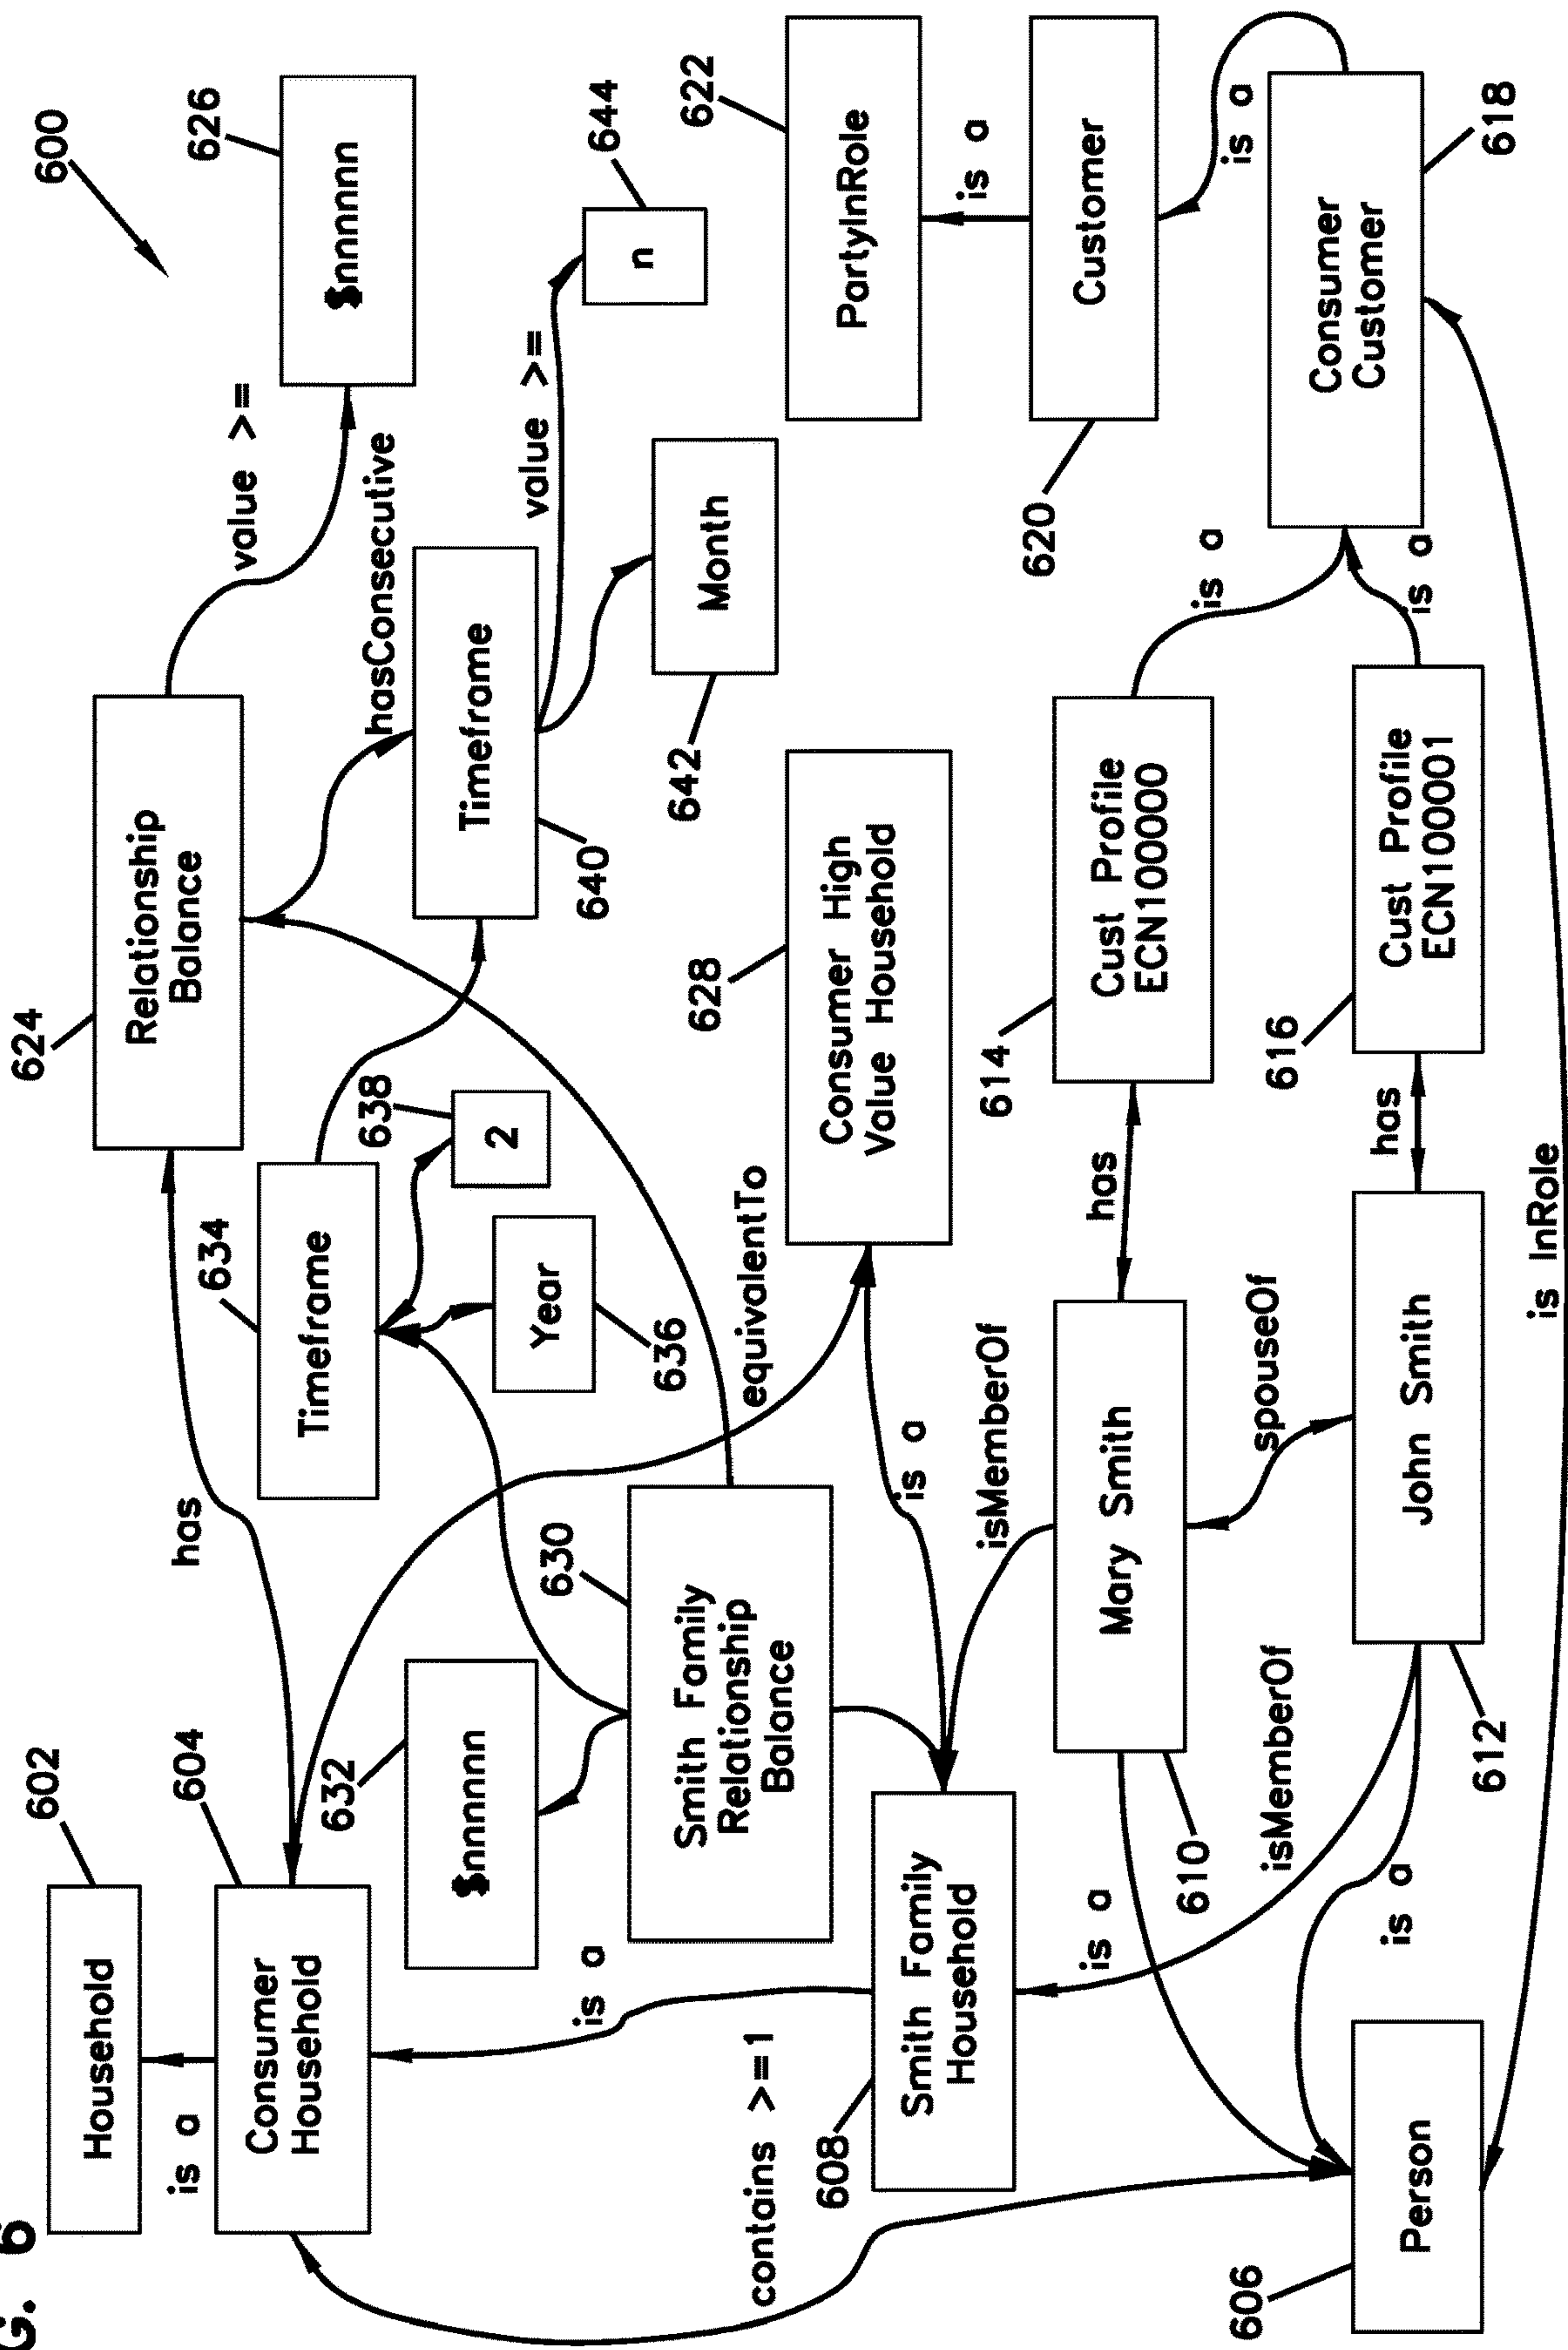 G. 6
600
602
Household
624
is a
604
Consumer
Household
has
Relationship
Balance
value >=
626
$nnnnn
632
$nnnnn
634
Timeframe
638
2
hasConsecutive
Timeframe
640
value >=
644
n
Year
636
630
Smith Family
Relationship
Balance
is a
Month
642
622
PartyInRole
contains >=1
equivalentTo
628
Consumer High
Value Household
608
Smith Family
Household
is a
isMemberOf
is a
620
Customer
610
Mary Smith
is a
has
614
Cust Profile
ECN100000
is a
is a
606
Person
is a
isMemberOf
spouseOf
612
John Smith
has
616
Cust Profile
ECN100001
is a
Consumer
Customer
618
is InRole